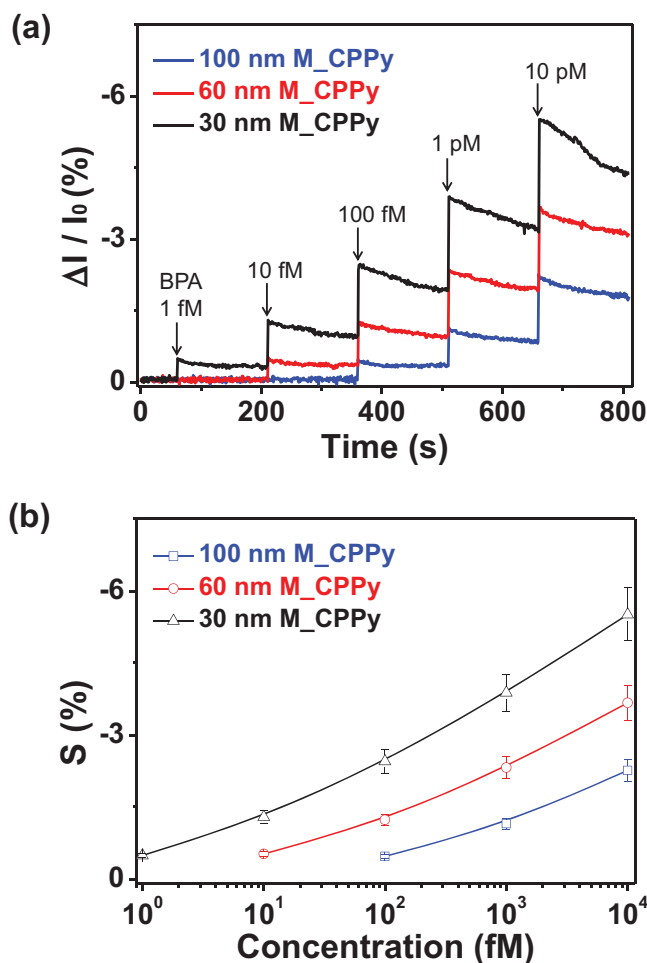 (a)
100 nm M_CPPy
60 nm M_CPPy
30 nm M_CPPy
10 pM
1 pM
100 fM
10 fM
BPA
1 fM
-6
-3
0
ΔI / I₀ (%)
0 200 400 600 800
Time (s)
(b)
100 nm M_CPPy
60 nm M_CPPy
30 nm M_CPPy
-6
-3
0
S (%)
10⁰ 10¹ 10² 10³ 10⁴
Concentration (fM)